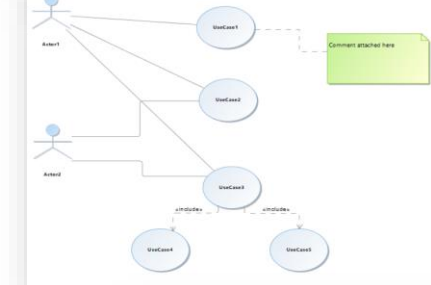 UseCase1
Actor1
Comment attached here
UseCase2
Actor2
UseCase3
«include»
«include»
UseCase4
UseCase5